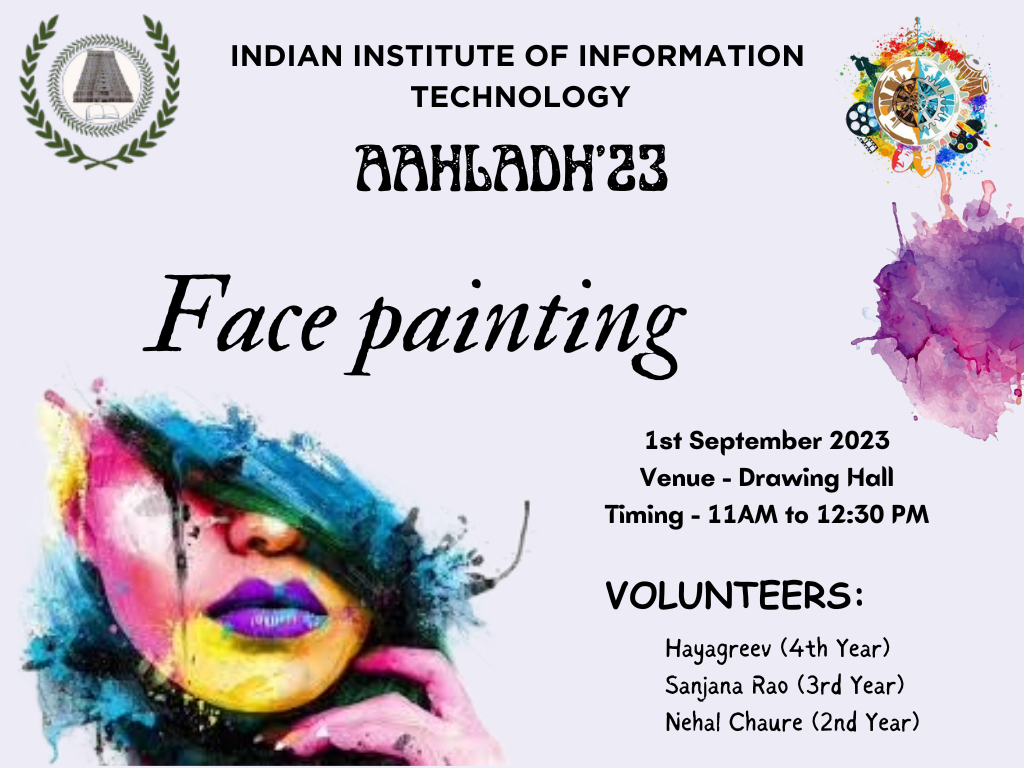 INDIAN INSTITUTE OF INFORMATION
TECHNOLOGY
AAHLADH'23
Face painting
1st September 2023
Venue - Drawing Hall
Timing - 11AM to 12:30 PM
VOLUNTEERS:
Hayagreev (4th Year)
Sanjana Rao (3rd Year)
Nehal Chaure (2nd Year)